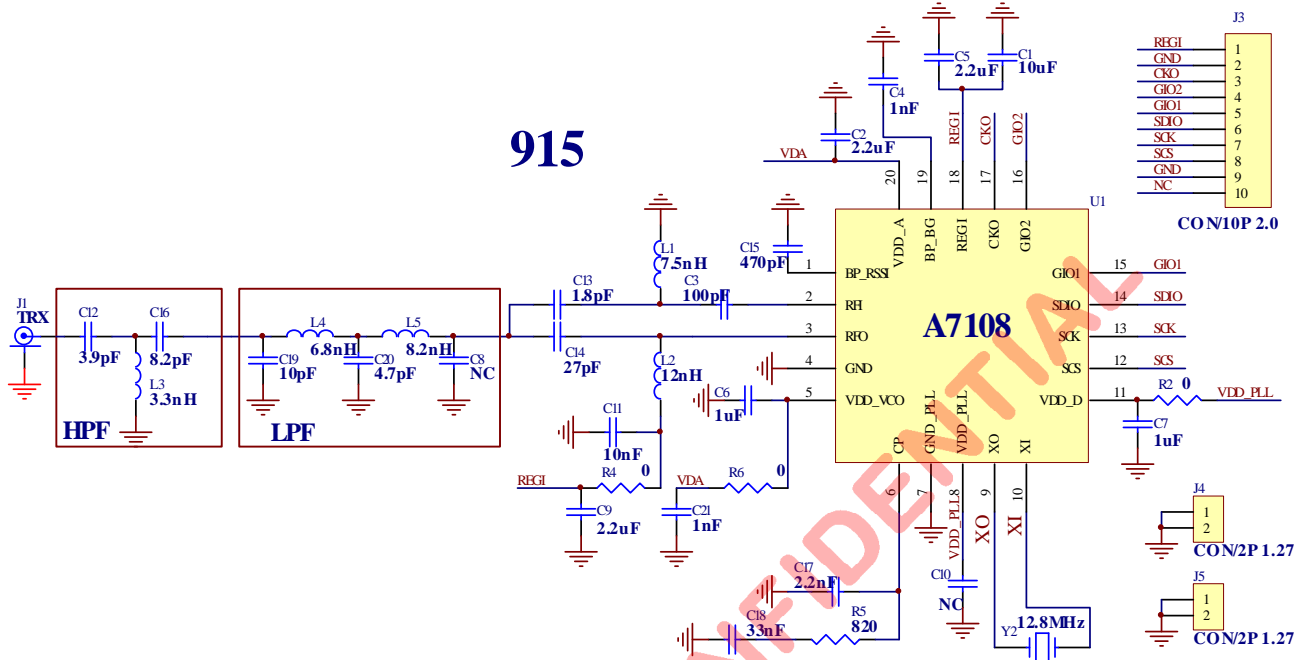 915
J1
TRX
C12
3.9pF
C16
8.2pF
L3
3.3nH
HPF
C19
10pF
L4
6.8nH
C20
4.7pF
L5
8.2nH
C8
NC
LPF
C13
1.8pF
C14
27pF
L1
7.5nH
C3
100pF
L2
12nH
C11
10nF
REGI
R4
0
C9
2.2uF
C15
470pF
C6
1uF
VDA
R6
0
C21
1nF
VDA
C2
2.2uF
C4
1nF
C5
2.2uF
C1
10uF
REGI
CKO
GIO2
20
19
18
17
16
VDD_A
BP_BG
REGI
CKO
GIO2
U1
A7108
1
BP_RSSI
2
RFI
3
RFO
4
GND
5
VDD_VCO
GIO1
15
GIO1
SDIO
14
SDIO
SCK
13
SCK
SCS
12
SCS
VDD_D
11
R2
0
VDD_PLL
C7
1uF
CP
GND_PLL
VDD_PLL
XO
XI
6
7
8
9
10
VDD_PLL
XO
XI
C17
2.2nF
C18
33nF
R5
820
C10
NC
Y2
12.8MHz
J3
REGI 1
GND 2
CKO 3
GIO2 4
GIO1 5
SDIO 6
SCK 7
SCS 8
GND 9
NC 10
CON/10P 2.0
J4
1
2
CON/2P 1.27
J5
1
2
CON/2P 1.27
NFIDENTIAL